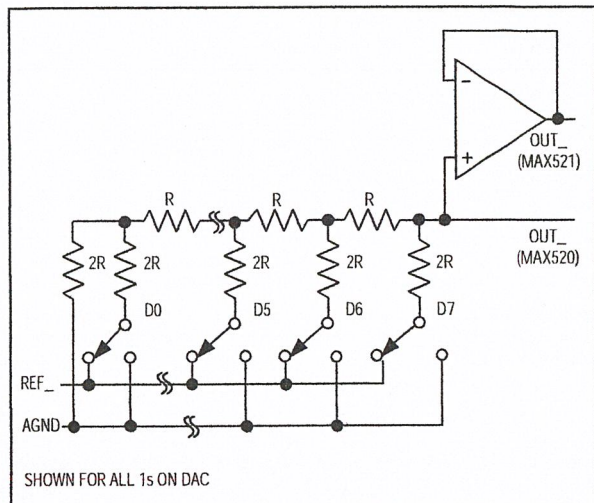 −
+
OUT_
(MAX521)
R
R
R
OUT_
(MAX520)
2R
2R
2R
2R
2R
D0
D5
D6
D7
REF_
AGND
SHOWN FOR ALL 1s ON DAC